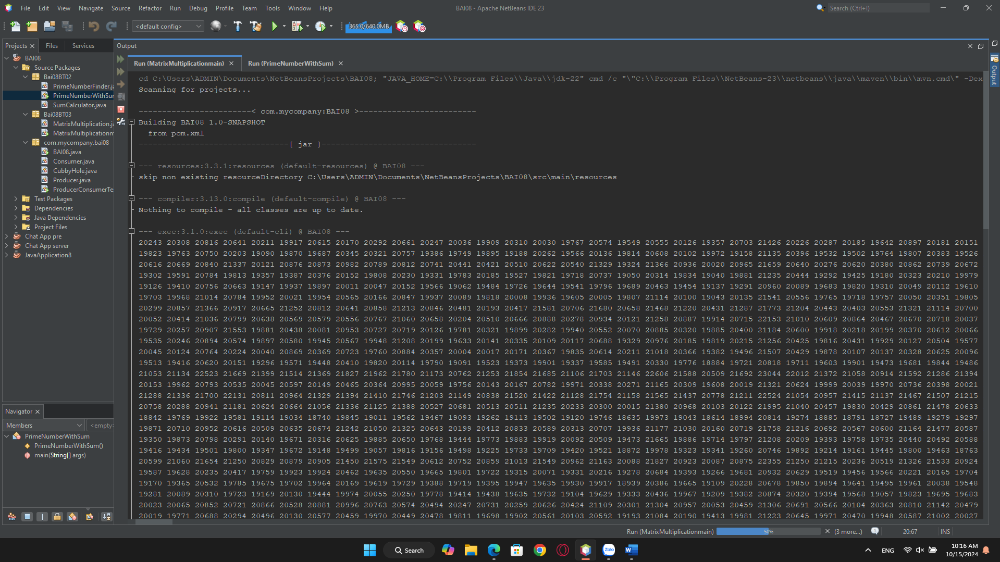 File Edit View Navigate Source Refactor Run Debug Profile Team Tools Window Help
BAI08 - Apache NetBeans IDE 23
Search (Ctrl+I)
<default config>
365.0/640.0MB
Projects Files Services
BAI08
Source Packages
Bai08BT02
PrimeNumberFinder.ja
PrimeNumberWithSum
SumCalculator.java
Bai08BT03
MatrixMultiplication.ja
MatrixMultiplicationm
com.mycompany.bai08
BAI08.java
Consumer.java
CubbyHole.java
Producer.java
ProducerConsumerTe
Test Packages
Dependencies
Java Dependencies
Project Files
Chat App pre
Chat App server
JavaApplication8
Navigator
Members
<empty>
PrimeNumberWithSum
PrimeNumberWithSum()
main(String[] args)
Output
Run (MatrixMultiplicationmain) Run (PrimeNumberWithSum)
cd C:\Users\ADMIN\Documents\NetBeansProjects\BAI08; "JAVA_HOME=C:\\Program Files\\Java\\jdk-22" cmd /c "\"C:\\Program Files\\NetBeans-23\\netbeans\\java\\maven\\bin\\mvn.cmd\" -Dex
Scanning for projects...
------------------------< com.mycompany:BAI08 >-------------------------
Building BAI08 1.0-SNAPSHOT
from pom.xml
--------------------------------[ jar ]---------------------------------
--- resources:3.3.1:resources (default-resources) @ BAI08 ---
skip non existing resourceDirectory C:\Users\ADMIN\Documents\NetBeansProjects\BAI08\src\main\resources
--- compiler:3.13.0:compile (default-compile) @ BAI08 ---
Nothing to compile - all classes are up to date.
--- exec:3.1.0:exec (default-cli) @ BAI08 ---
20243 20308 20816 20641 20211 19917 20615 20170 20292 20661 20247 20036 19909 20310 20030 19767 20574 19549 20555 20126 19357 20703 21426 20226 20287 20185 19642 20897 20181 20151
19823 19763 20750 20203 19090 19870 19687 20345 20321 20757 19386 19749 19895 19188 20262 19566 20136 19814 20608 20102 19972 19158 21135 20396 19532 19502 19764 19807 20383 19526
20616 20669 20840 21337 20121 20876 20873 20982 20789 20812 20741 20441 20421 20510 20622 20540 21329 19324 21366 20936 20020 20965 21659 20640 20276 20620 20380 20862 20739 20672
19302 19591 20784 19813 19357 19387 20376 20152 19808 20230 19331 19783 20185 19527 19821 19718 20737 19050 20314 19834 19040 19881 21235 20444 19292 19425 19180 20323 20210 19979
19126 19410 20756 20663 19147 19937 19897 20011 20047 20152 19566 19062 19484 19726 19644 19541 19796 19689 20463 19454 19137 19291 20960 20089 19683 19820 19310 20049 20112 19610
19703 19968 21014 20784 19952 20021 19954 20565 20166 20847 19937 20089 19818 20008 19936 19605 20005 19807 21114 20100 19043 20135 21541 20556 19765 19718 19757 20050 20351 19805
20299 20857 21366 20917 20665 21252 20812 20641 20858 21213 20846 20481 20193 20417 21581 20706 21680 20658 21468 21220 20431 21287 21773 21204 20443 20403 20553 21321 21114 20700
20052 20414 21036 20799 20638 20569 20579 20556 20767 21060 20658 20204 20510 20666 20888 20278 20934 20121 21258 20887 19914 20715 22153 21010 20609 20864 20467 20670 20718 20037
19729 20257 20907 21553 19881 20438 20081 20953 20727 20719 20126 19781 20321 19899 20282 19940 20552 20070 20885 20320 19885 20400 21184 20600 19918 20218 20199 20370 20612 20066
19535 20246 20894 20574 19897 20580 19945 20567 19948 21208 20199 19633 20141 20335 20109 20117 20688 19329 20976 20185 19819 20215 21256 20425 19816 20431 19929 20127 20504 19577
20045 20124 20764 20224 20040 20869 20369 20723 19760 20884 20357 20004 20017 20171 20367 19835 20614 20211 21018 20366 19382 19496 21507 20429 19878 20107 20137 20328 20625 20096
19513 19416 20620 20151 19296 19571 19448 20410 19820 20114 19790 19091 19523 19373 19901 19337 19585 19491 20330 19776 18884 19721 20818 19711 19603 19901 19473 19681 19844 19486
21053 21134 22523 21669 21399 21514 21369 21827 21962 21780 21173 20762 21253 21854 21685 21106 21703 21146 22606 21588 20509 21692 23044 22012 21372 21058 20914 21592 21286 21394
20153 19962 20793 20535 20045 20597 20149 20465 20364 20995 20059 19756 20143 20167 20782 19971 20338 20271 21165 20309 19608 20019 21321 20624 19999 20039 19970 20736 20398 20021
21288 21336 21700 22131 20811 20964 21329 21394 21410 21746 21203 21149 20838 21520 21422 21128 21754 21158 21565 21437 20778 21211 22524 21054 20957 21415 21137 21467 21507 21215
20758 20288 20941 21181 20624 20664 21056 21336 21125 21388 20527 20681 20513 20511 21235 20233 20300 20015 21380 20968 20103 20122 21995 21040 20457 19830 20429 20861 21478 20633
18842 19769 19922 19581 19114 19034 18740 19845 19011 19562 19467 19093 19262 19113 19502 19120 19746 18635 19973 19043 18614 18994 20814 19274 18885 18791 18727 19489 19279 19297
19871 20710 20952 20616 20509 20635 20674 21242 21050 21325 20643 20199 20412 20833 20589 20313 20707 19936 21177 21030 20160 20719 21758 21216 20692 20567 20600 21164 21477 20587
19350 19873 20798 20291 20140 19671 20316 20625 19885 20650 19768 19444 19773 19883 19919 20092 20509 19473 21665 19886 19714 19797 21208 20209 19393 19758 19735 20440 20492 20588
19416 19434 19501 19800 19347 19672 19148 19499 19057 19816 19156 19498 19225 19733 19709 19420 19521 18872 19978 19323 19341 19260 20746 19892 19214 19161 19445 19800 19463 18763
20599 21060 21654 21250 20829 20879 20905 21450 21575 21549 20612 20752 20859 21013 21549 20962 21163 20088 21827 20923 20087 20875 22355 21250 21215 20236 20519 21326 21533 20924
19587 19628 20235 20417 19759 19923 19924 20462 19635 20550 19665 19801 19722 19315 20071 19331 20216 19278 20684 19393 19266 19681 20932 20629 19519 19456 19566 20221 20165 19704
19170 19365 20532 19785 19675 19702 19964 20169 19619 19729 19388 19719 19395 19947 19635 19930 19917 18939 20386 19665 19109 20228 20678 19850 19894 19641 19495 19961 20038 19548
19281 20089 20310 19723 19169 20130 19444 19974 20055 20250 19778 19414 19438 19635 19732 19104 19629 19333 20436 19967 19209 19382 20874 20320 19394 19568 19057 19823 19695 19683
20023 20065 20852 20721 20866 20528 20881 20996 20763 20574 20494 20247 20731 20259 20626 20424 21109 20301 21304 20957 20053 20459 21306 20691 20566 20104 20363 20810 21142 20479
20019 19771 20688 20294 20496 20130 20577 20459 19970 20449 20478 19811 19698 19902 20561 20103 20592 19193 21084 20190 19413 19981 21223 20645 19971 20470 19948 20587 21002 20027
Output
Run (MatrixMultiplicationmain) 50% (3 more...) 1 20:67 INS
Search
Zalo
ENG
10:16 AM
10/15/2024